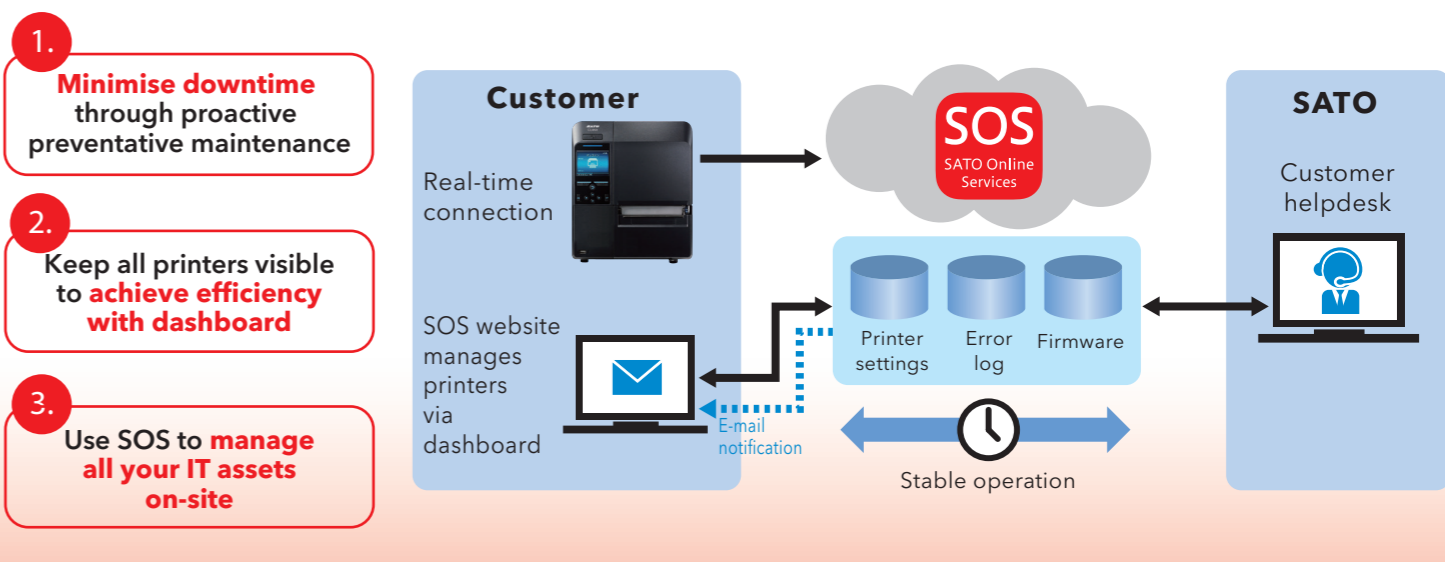 1.
Minimise downtime
through proactive
preventative maintenance
2.
Keep all printers visible
to achieve efficiency
with dashboard
3.
Use SOS to manage
all your IT assets
on-site
Customer
Real-time
connection
SOS website
manages
printers
via
dashboard
SOS
SATO Online
Services
Printer
settings
Error
log
Firmware
E-mail
notification
Stable operation
SATO
Customer
helpdesk